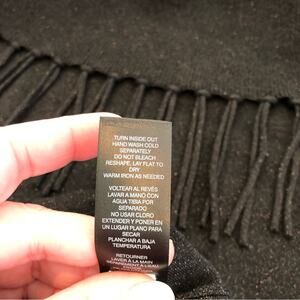 TURN INSIDE OUT
HAND WASH COLD
SEPARATELY
DO NOT BLEACH
RESHAPE, LAY FLAT TO
DRY
WARM IRON AS NEEDED
VOLTEAR AL REVÉS
LAVAR A MANO CON
AGUA TIBIA POR
SEPARADO
NO USAR CLORO
EXTENDER Y PONER EN
UN LUGAR PLANO PARA
SECAR
PLANCHAR A BAJA
TEMPERATURA
RETOURNER
LAVER À LA MAIN
SÉPARÉMENT À L'EAU